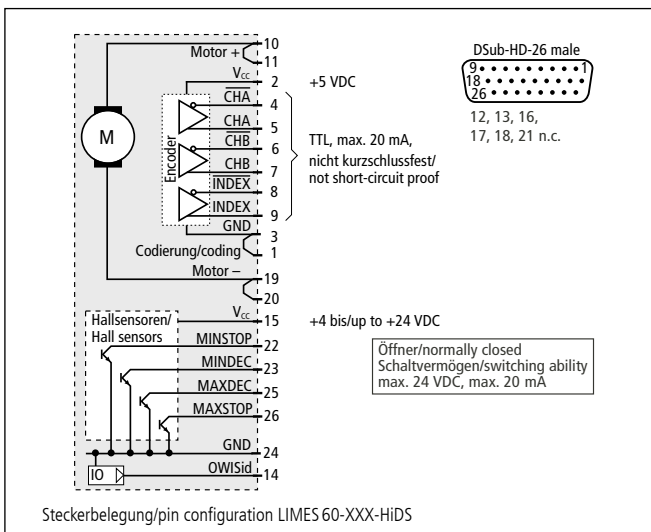 Motor + 10
11
DSub-HD-26 male
9 1
18
26
12, 13, 16,
17, 18, 21 n.c.
Vcc 2 +5 VDC
CHA 4
CHA 5
CHB 6
CHB 7
INDEX 8
INDEX 9
GND 3
Codierung/coding 1
M
Encoder
TTL, max. 20 mA,
nicht kurzschlussfest/
not short-circuit proof
Motor – 19
20
Hallsensoren/
Hall sensors
Vcc 15 +4 bis/up to +24 VDC
MINSTOP 22
MINDEC 23
MAXDEC 25
MAXSTOP 26
Öffner/normally closed
Schaltvermögen/switching ability
max. 24 VDC, max. 20 mA
GND 24
IO OWISid 14
Steckerbelegung/pin configuration LIMES 60-XXX-HiDS